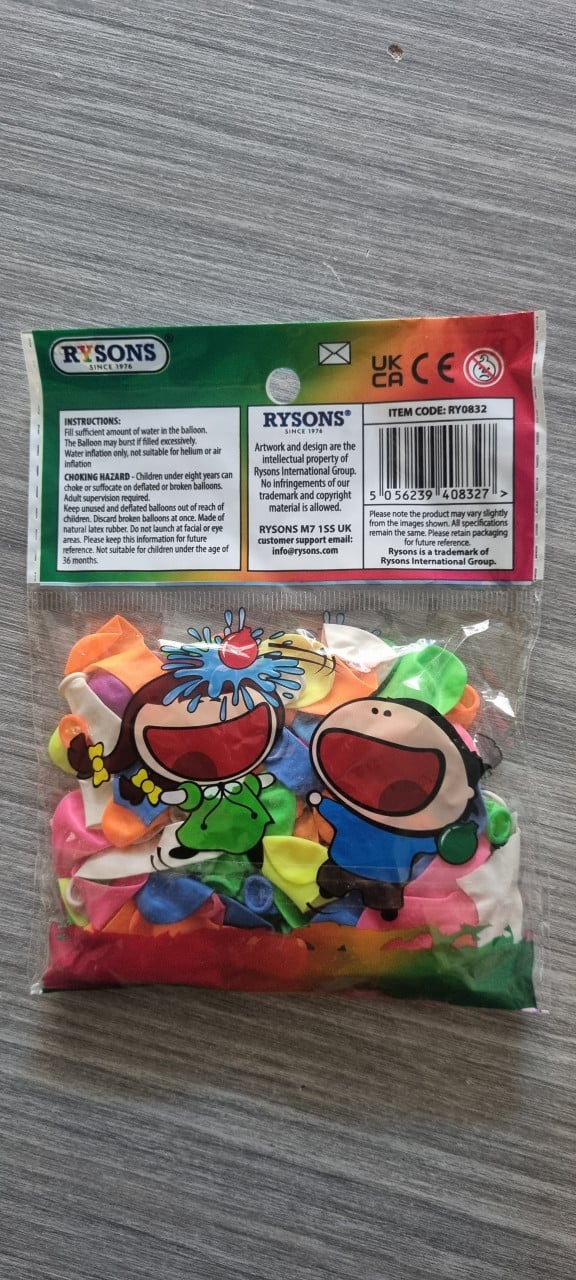 RYSONS®
SINCE 1976
UK
CA CE
INSTRUCTIONS:
Fill sufficient amount of water in the balloon.
The Balloon may burst if filled excessively.
Water inflation only, not suitable for helium or air
inflation
CHOKING HAZARD - Children under eight years can
choke or suffocate on deflated or broken balloons.
Adult supervision required.
Keep unused and deflated balloons out of reach of
children. Discard broken balloons at once. Made of
natural latex rubber. Do not launch at facial or eye
areas. Please keep this information for future
reference. Not suitable for children under the age of
36 months.
RYSONS®
SINCE 1976
Artwork and design are the
intellectual property of
Rysons International Group.
No infringements of our
trademark and copyright
material is allowed.
RYSONS M7 1SS UK
customer support email:
info@rysons.com
ITEM CODE: RY0832
5 056239 408327 >
Please note the product may vary slightly
from the images shown. All specifications
remain the same. Please retain packaging
for future reference.
Rysons is a trademark of
Rysons International Group.